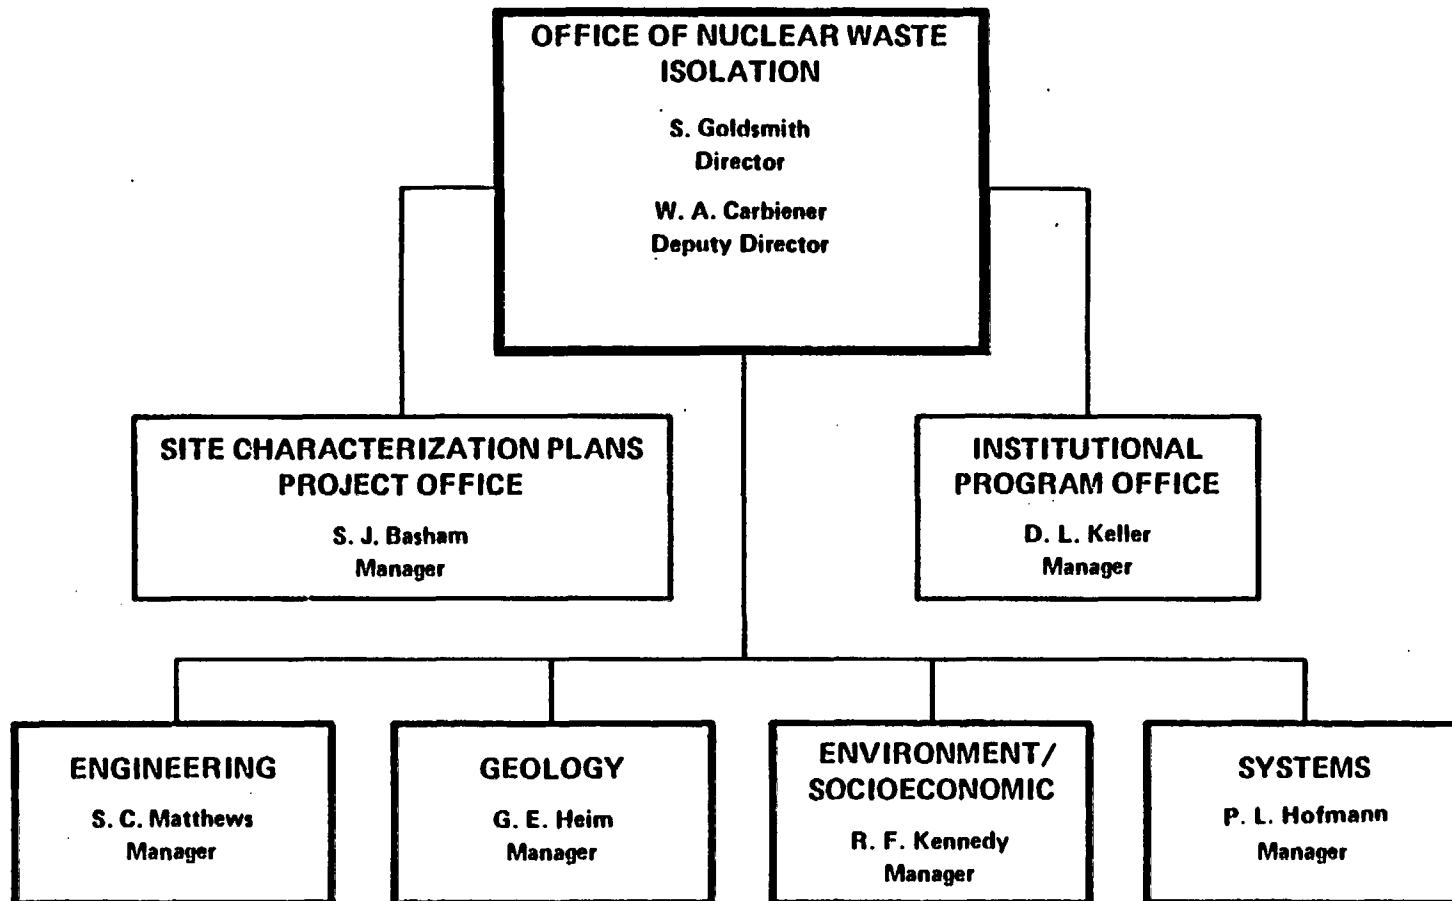 OFFICE OF NUCLEAR WASTE
ISOLATION
S. Goldsmith
Director
W. A. Carbiener
Deputy Director
SITE CHARACTERIZATION PLANS
PROJECT OFFICE
S. J. Basham
Manager
INSTITUTIONAL
PROGRAM OFFICE
D. L. Keller
Manager
ENGINEERING
S. C. Matthews
Manager
GEOLOGY
G. E. Heim
Manager
ENVIRONMENT/
SOCIOECONOMIC
R. F. Kennedy
Manager
SYSTEMS
P. L. Hofmann
Manager